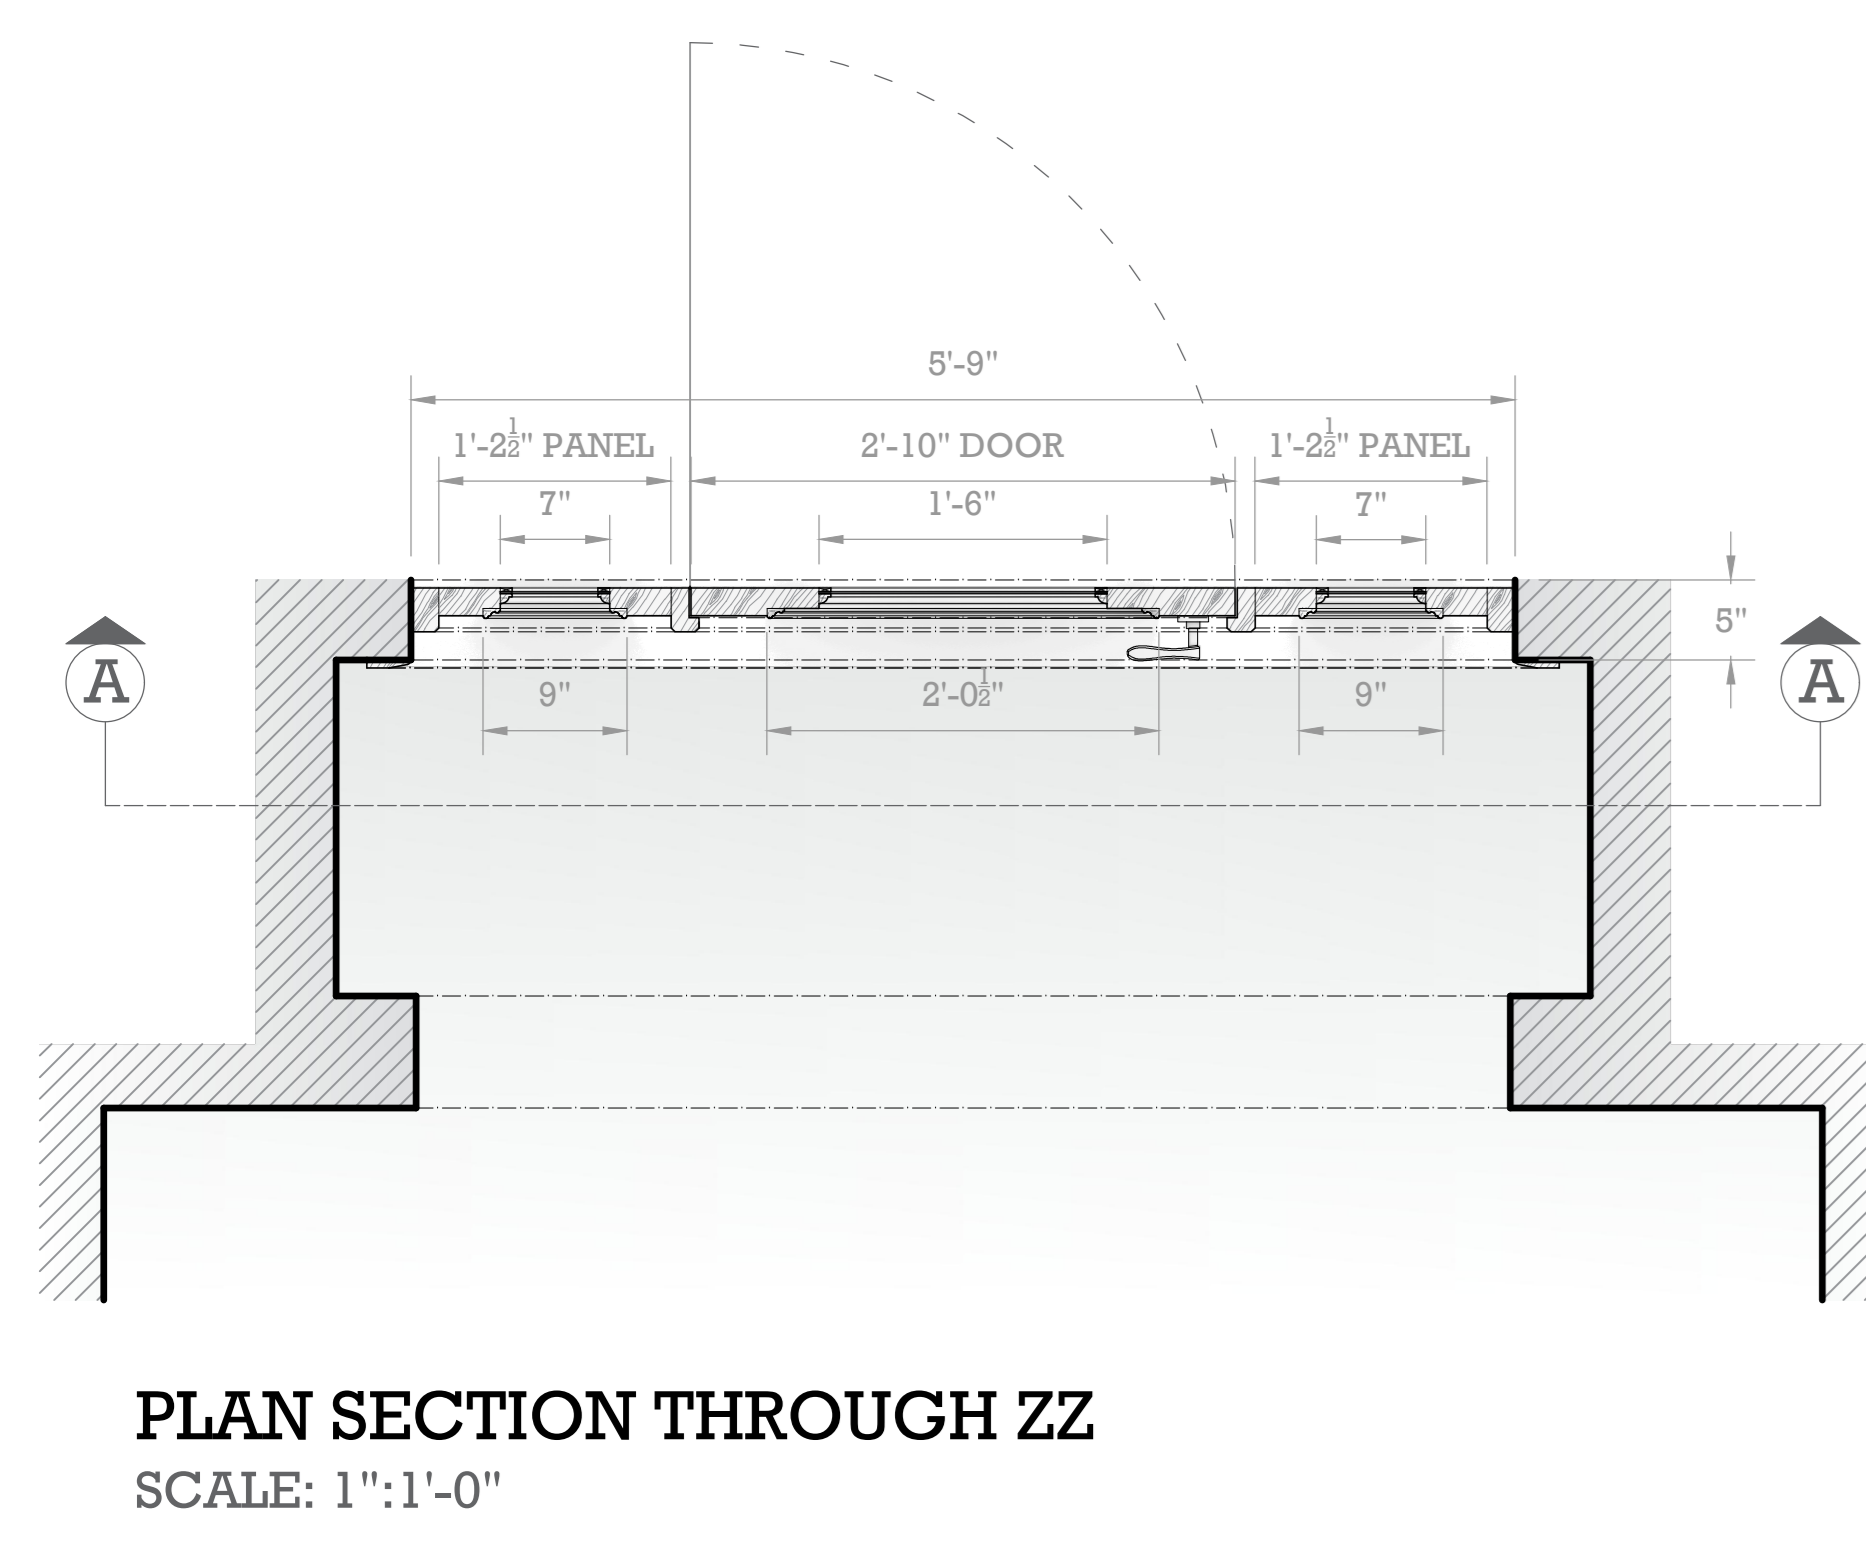 5'-9"
1'-2½" PANEL 2'-10" DOOR 1'-2½" PANEL
7" 1'-6" 7"
5"
A A
9" 2'-0½" 9"
PLAN SECTION THROUGH ZZ
SCALE: 1":1'-0"